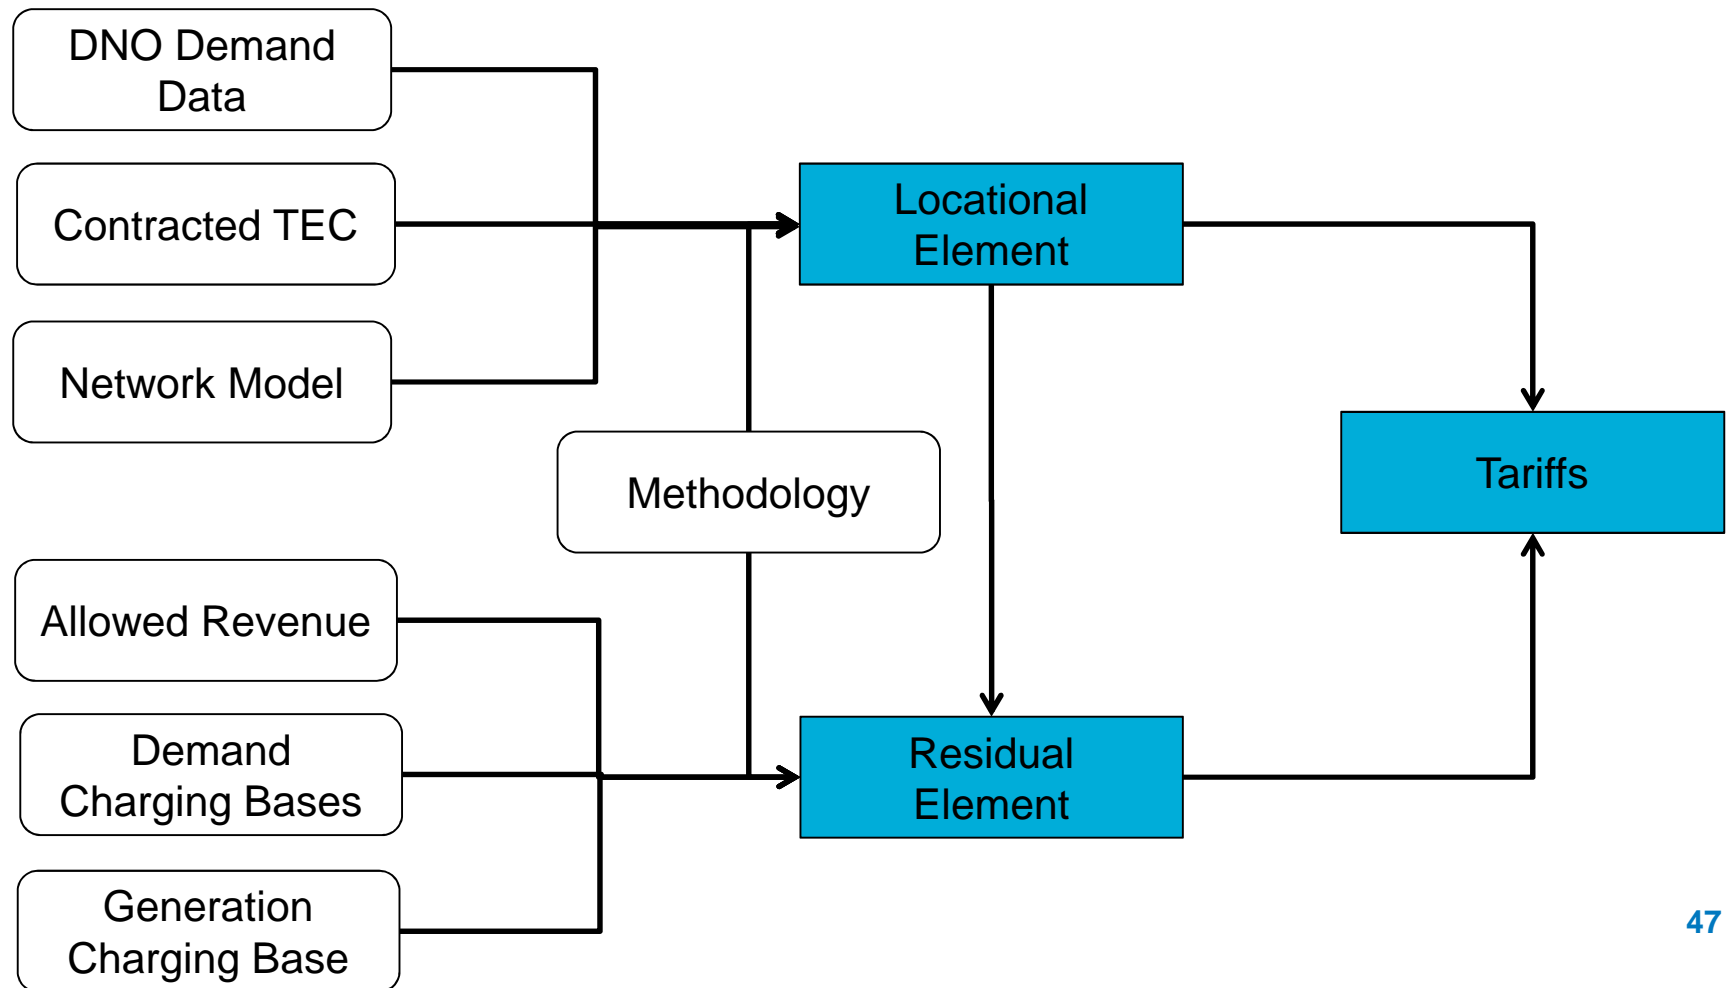 DNO Demand
Data
Contracted TEC
Network Model
Locational
Element
Methodology
Tariffs
Allowed Revenue
Demand
Charging Bases
Generation
Charging Base
Residual
Element
47